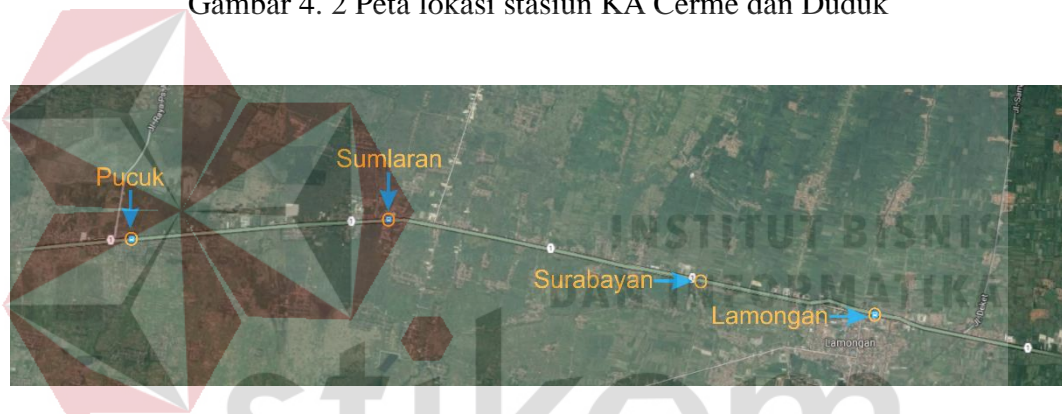 Gambar 4. 2 Peta lokasi stasiun KA Cerme dan Duduk
Pucuk
Sumlaran
INSTITUT BISNIS
Surabayan
DAN INFORMATIKA
Lamongan
Lamongan
stikom